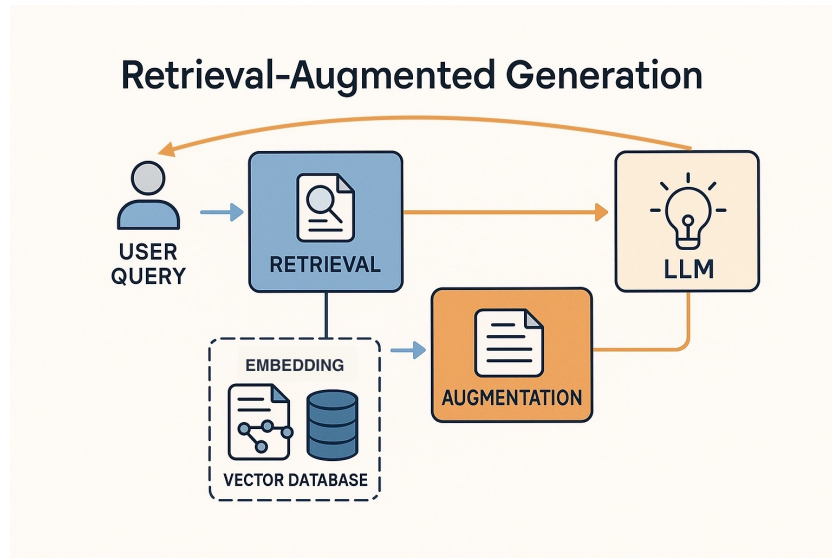 Retrieval-Augmented Generation
USER
QUERY
RETRIEVAL
LLM
EMBEDDING
VECTOR DATABASE
AUGMENTATION